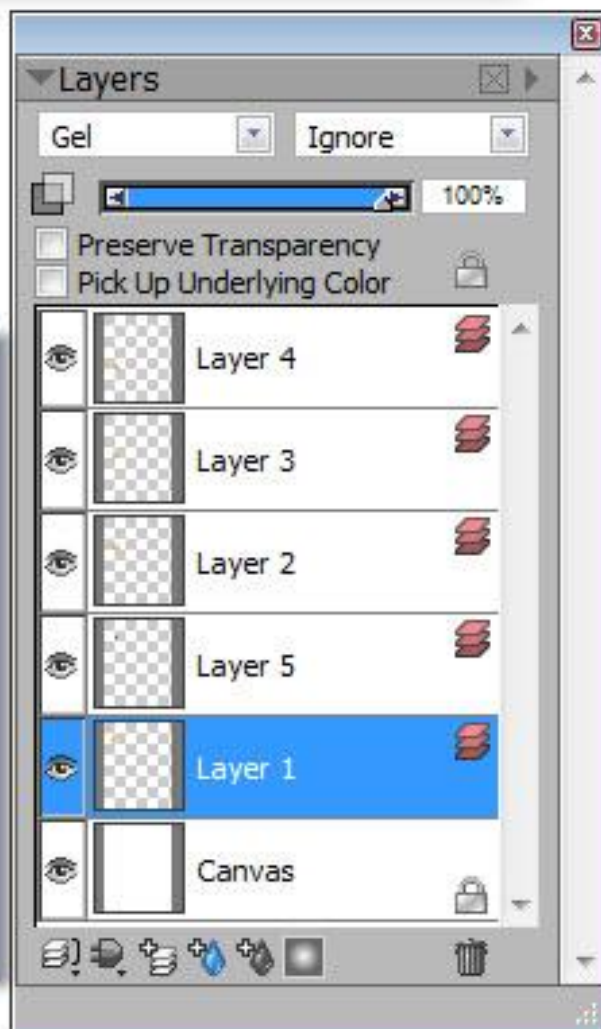 Layers
Gel Ignore
100%
Preserve Transparency
Pick Up Underlying Color
Layer 4
Layer 3
Layer 2
Layer 5
Layer 1
Canvas